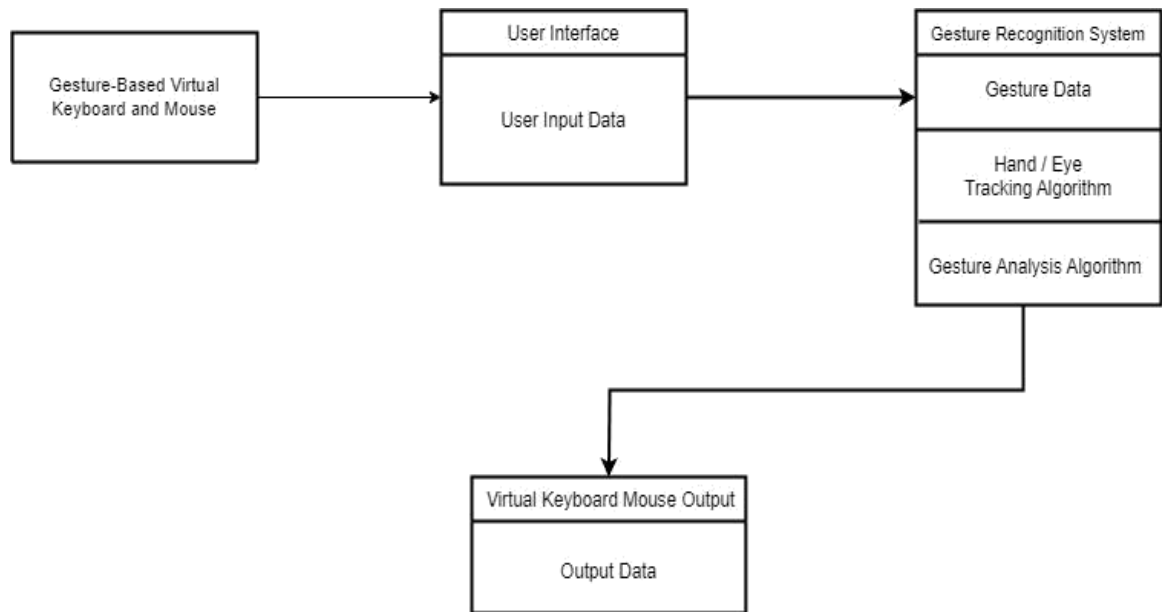 Gesture-Based Virtual
Keyboard and Mouse
User Interface
User Input Data
Gesture Recognition System
Gesture Data
Hand / Eye
Tracking Algorithm
Gesture Analysis Algorithm
Virtual Keyboard Mouse Output
Output Data